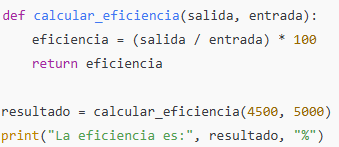 def calcular_eficiencia(salida, entrada):
    eficiencia = (salida / entrada) * 100
    return eficiencia

resultado = calcular_eficiencia(4500, 5000)
print("La eficiencia es:", resultado, "%")